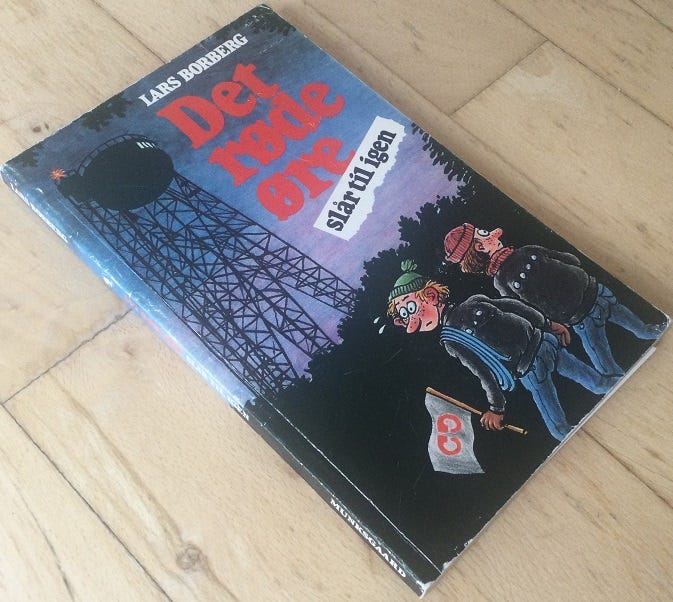 LARS BORBERG
Det
røde
øre
slår til igen
MUNKSGAARD